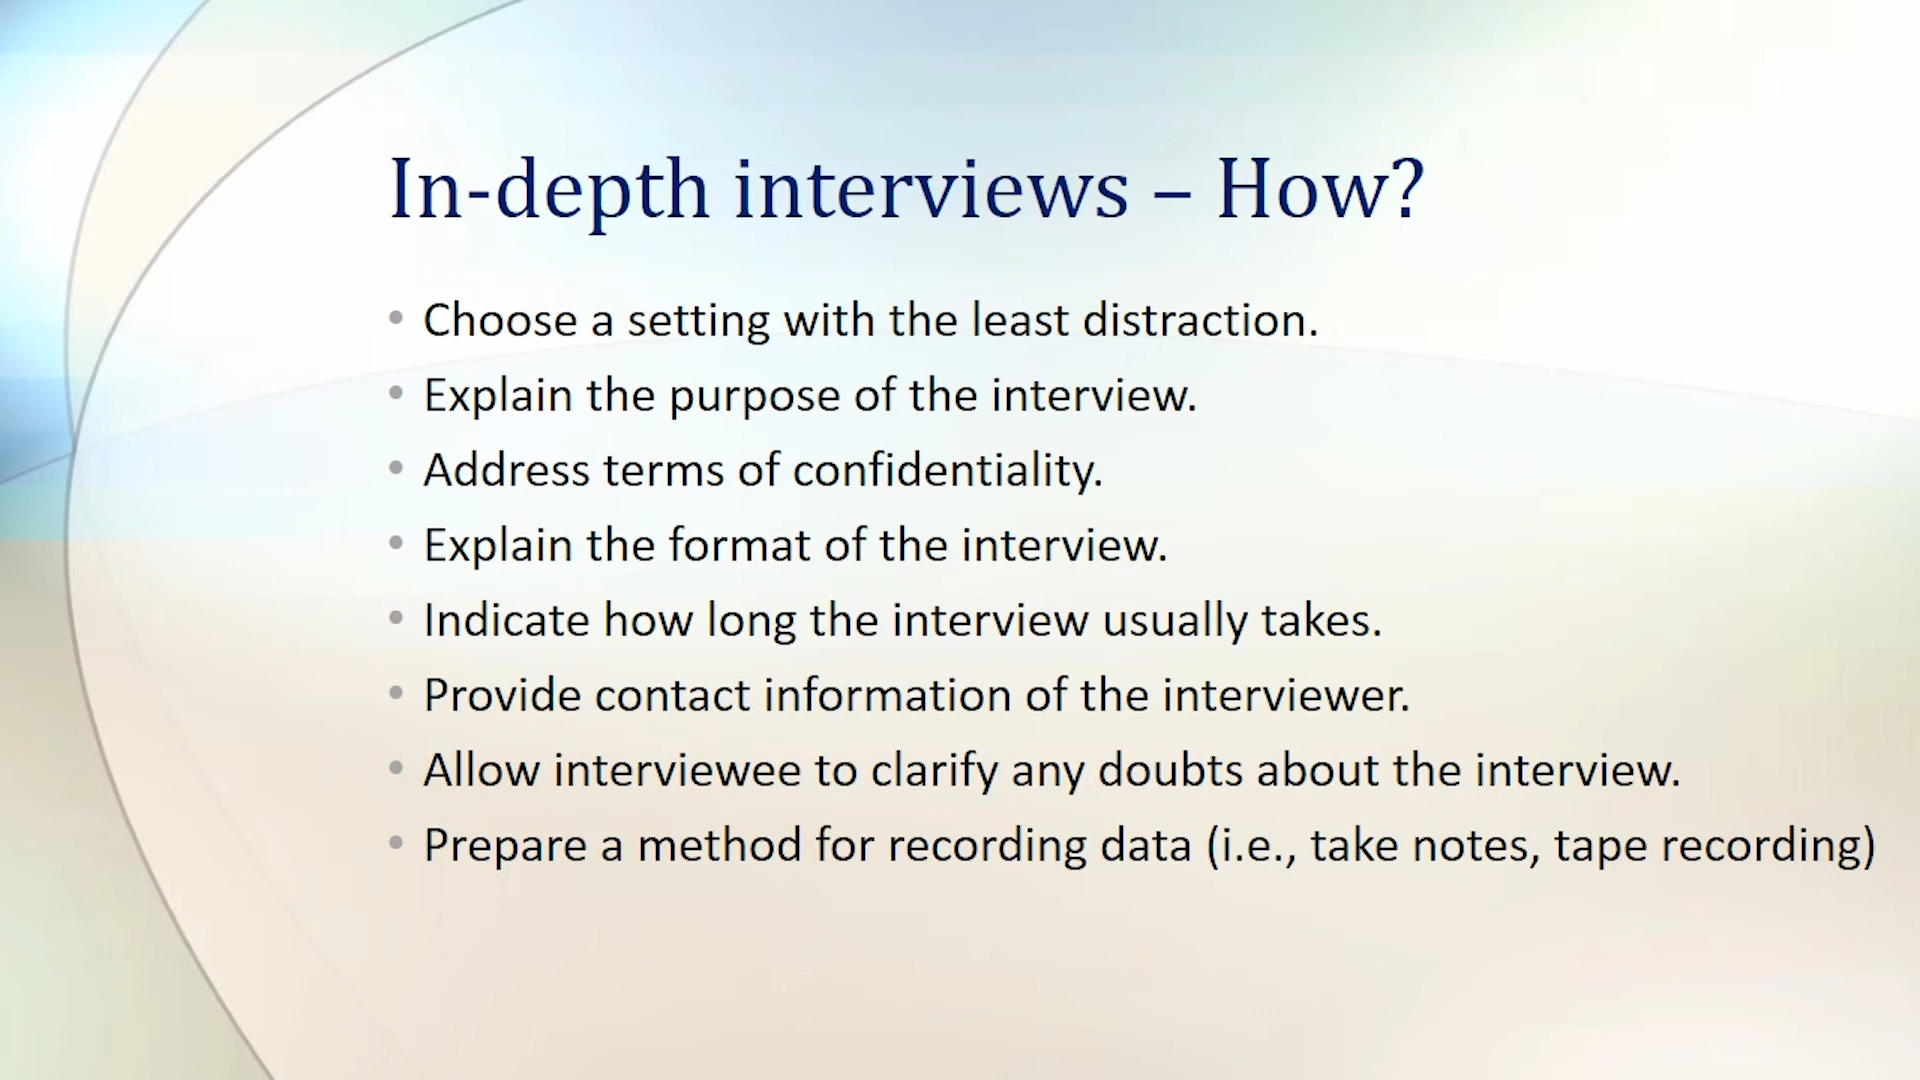 In-depth interviews – How?
• Choose a setting with the least distraction.
• Explain the purpose of the interview.
• Address terms of confidentiality.
• Explain the format of the interview.
• Indicate how long the interview usually takes.
• Provide contact information of the interviewer.
• Allow interviewee to clarify any doubts about the interview.
• Prepare a method for recording data (i.e., take notes, tape recording)